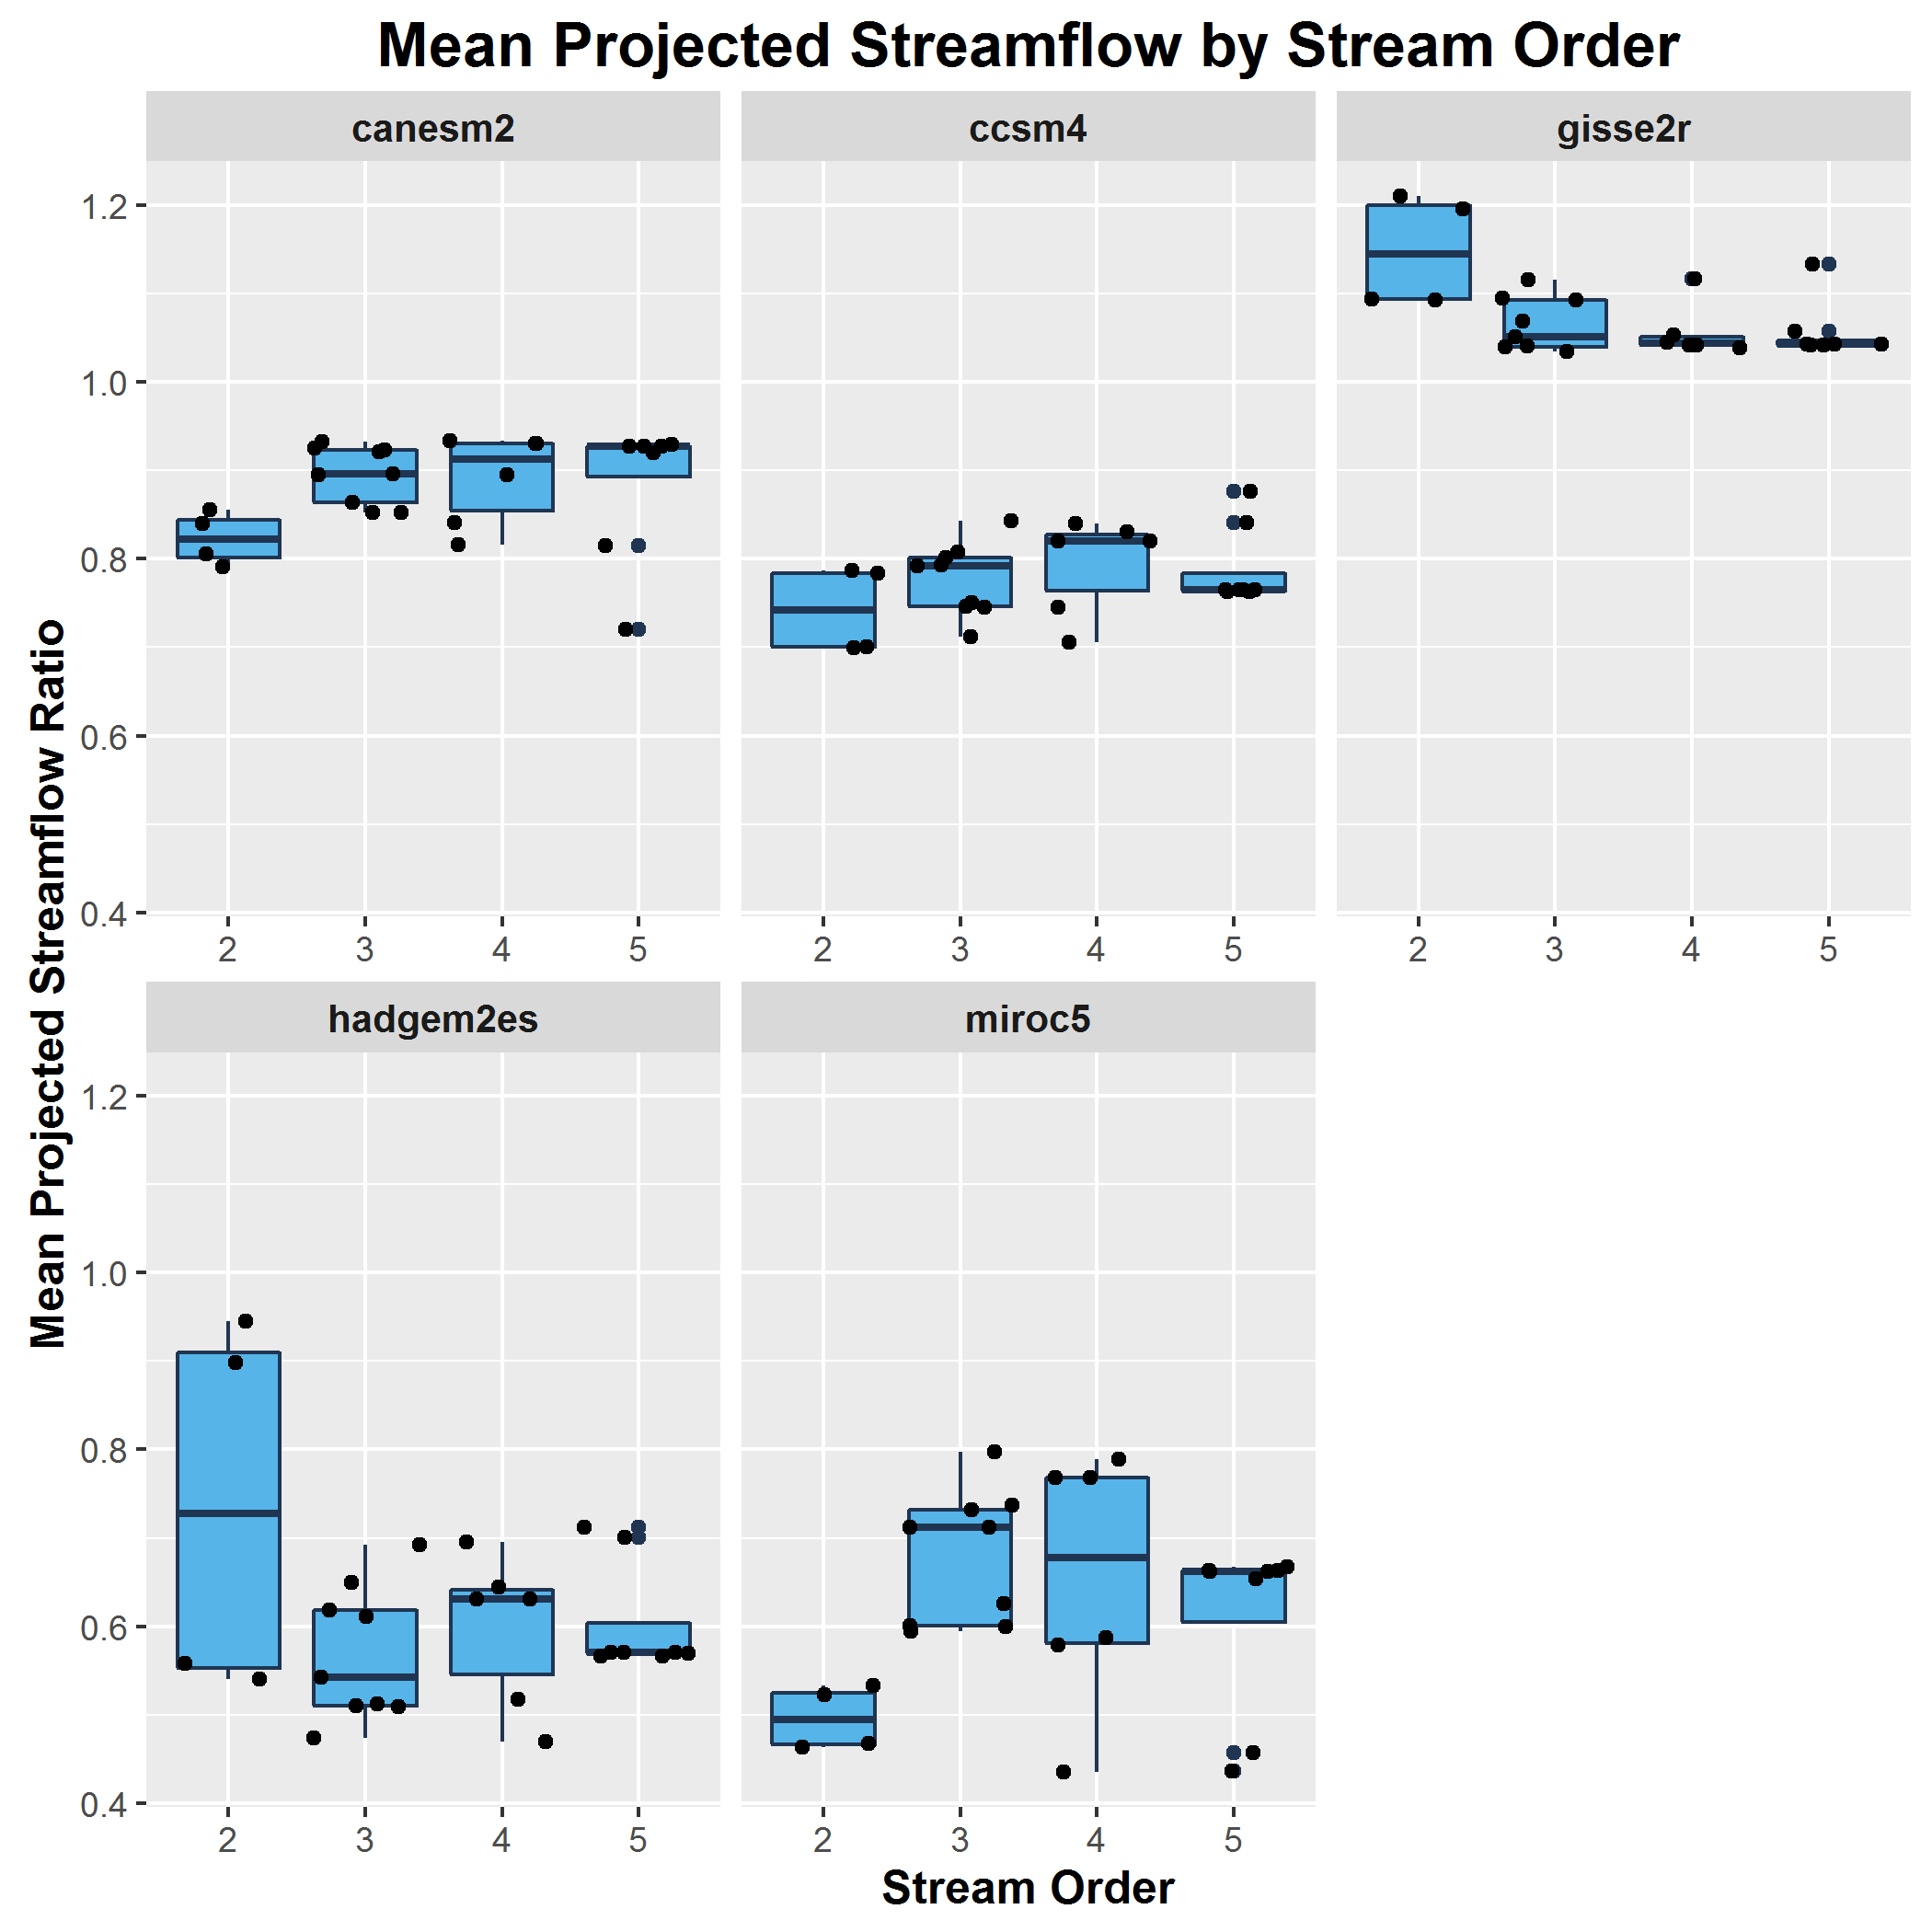 Mean Projected Streamflow by Stream Order
canesm2 ccsm4 gisse2r
1.2
1.0
0.8
0.6
0.4
2 3 4 5 2 3 4 5 2 3 4 5
Mean Projected Streamflow Ratio
hadgem2es miroc5
1.2
1.0
0.8
0.6
0.4
2 3 4 5 2 3 4 5
Stream Order